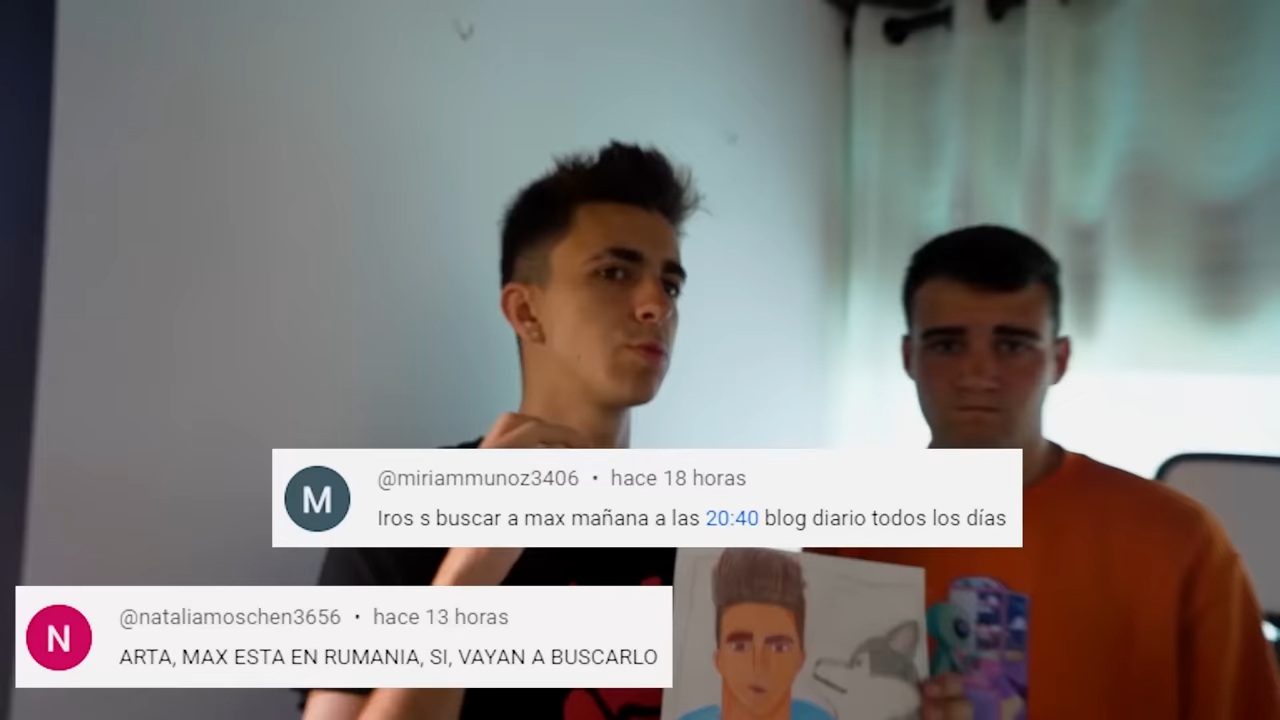 @miriammunoz3406 • hace 18 horas
M
Iros s buscar a max mañana a las 20:40 blog diario todos los días
@nataliamoschen3656 • hace 13 horas
N
ARTA, MAX ESTA EN RUMANIA, SI, VAYAN A BUSCARLO